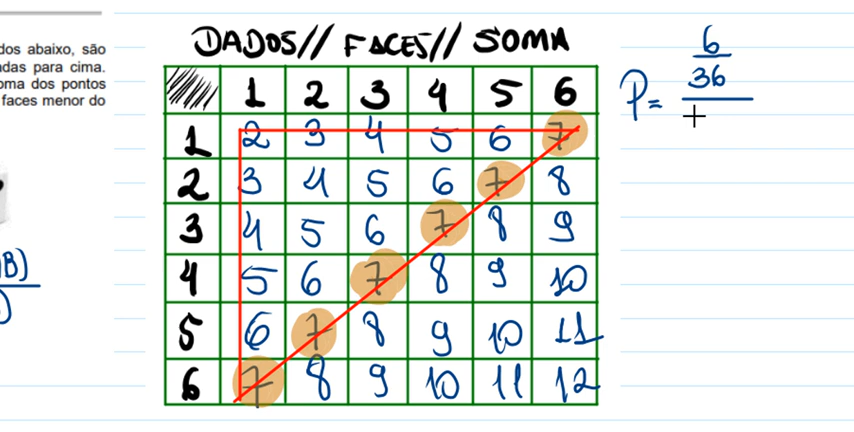 dos abaixo, são
das para cima.
oma dos pontos
faces menor do
B)
DADOS// FACES// SOMA
1 2 3 4 5 6
1 2 3 4 5 6 7
2 3 4 5 6 7 8
3 4 5 6 7 8 9
4 5 6 7 8 9 10
5 6 7 8 9 10 11
6 7 8 9 10 11 12
6
P= 36